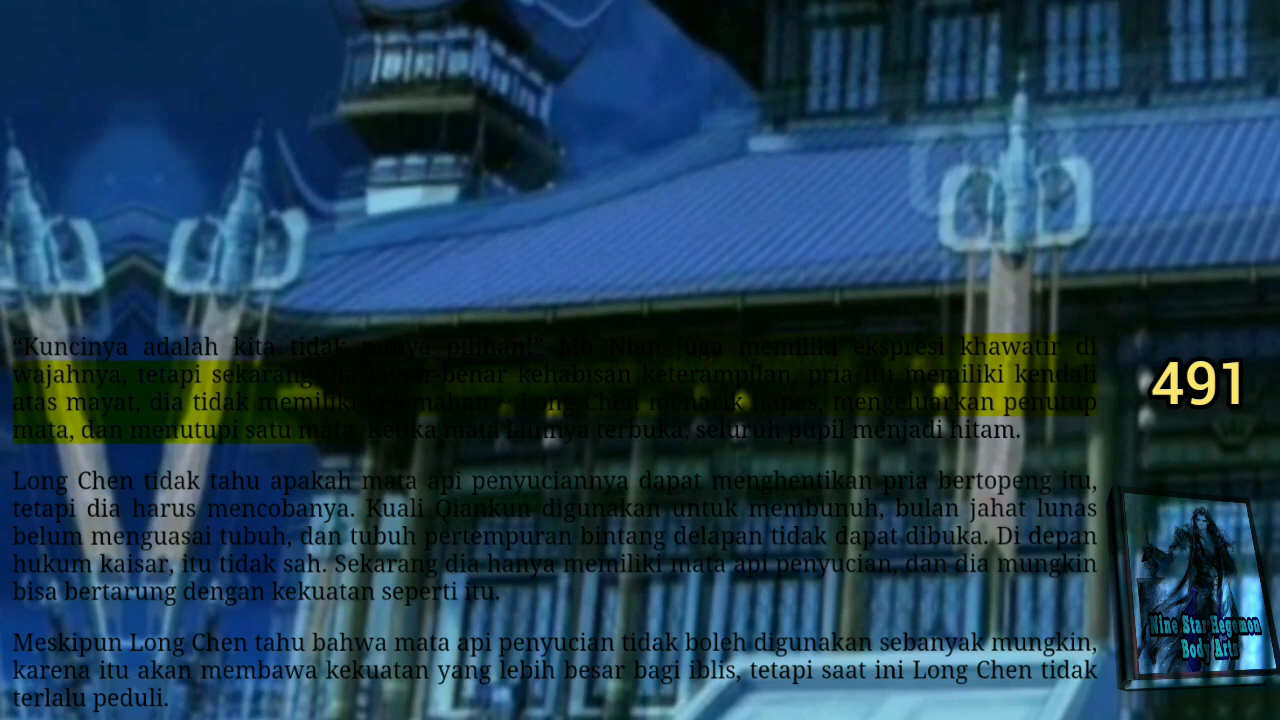 “Kuncinya adalah kita tidak punya pilihan!” Mo Nian juga memiliki ekspresi khawatir di
wajahnya, tetapi sekarang dia benar-benar kehabisan keterampilan, pria itu memiliki kendali
atas mayat, dia tidak memiliki kelemahan. Long Chen menarik napas, mengeluarkan penutup
mata, dan menutupi satu mata. Ketika mata lainnya terbuka, seluruh pupil menjadi hitam.
Long Chen tidak tahu apakah mata api penyuciannya dapat menghentikan pria bertopeng itu,
tetapi dia harus mencobanya. Kuali Qiankun digunakan untuk membunuh, bulan jahat lunas
belum menguasai tubuh, dan tubuh pertempuran bintang delapan tidak dapat dibuka. Di depan
hukum kaisar, itu tidak sah. Sekarang dia hanya memiliki mata api penyucian, dan dia mungkin
bisa bertarung dengan kekuatan seperti itu.
Meskipun Long Chen tahu bahwa mata api penyucian tidak boleh digunakan sebanyak mungkin,
karena itu akan membawa kekuatan yang lebih besar bagi iblis, tetapi saat ini Long Chen tidak
terlalu peduli.
491
Nine Star Hegemon
Body Arts